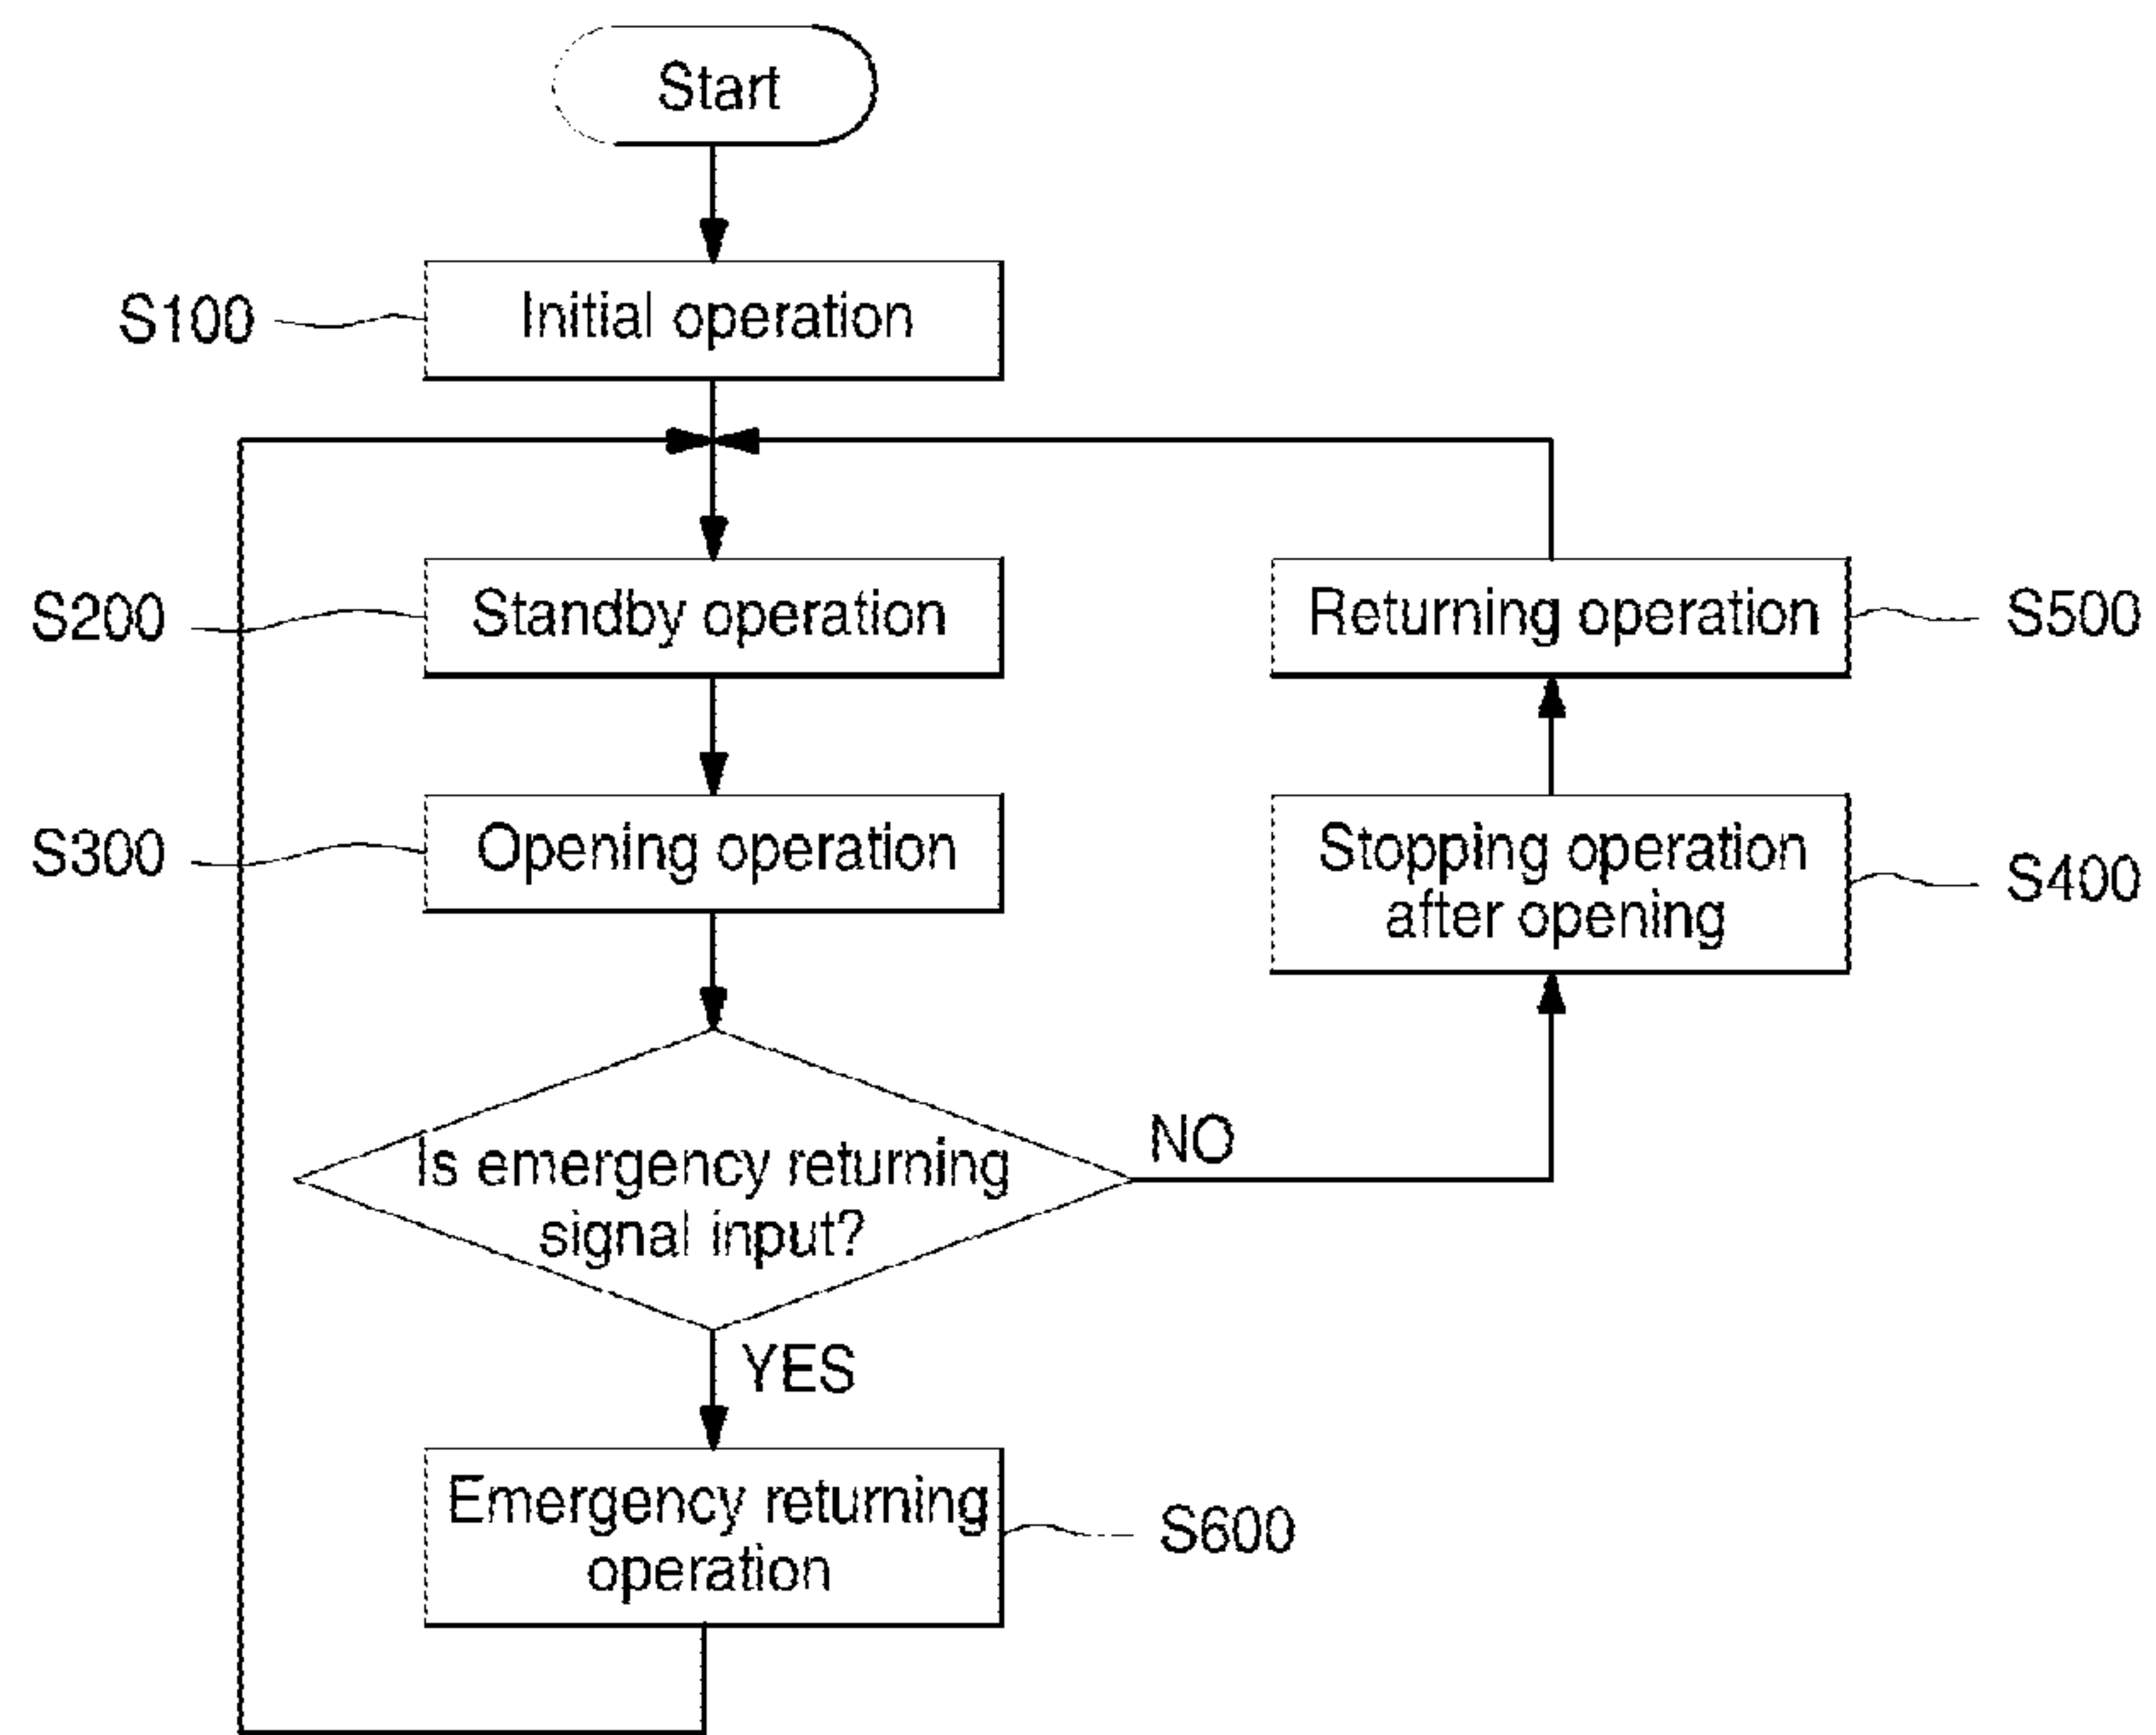 Start
S100
Initial operation
S200
Standby operation
Returning operation
S500
S300
Opening operation
Stopping operation
after opening
S400
Is emergency returning
signal input?
NO
YES
Emergency returning
operation
S600